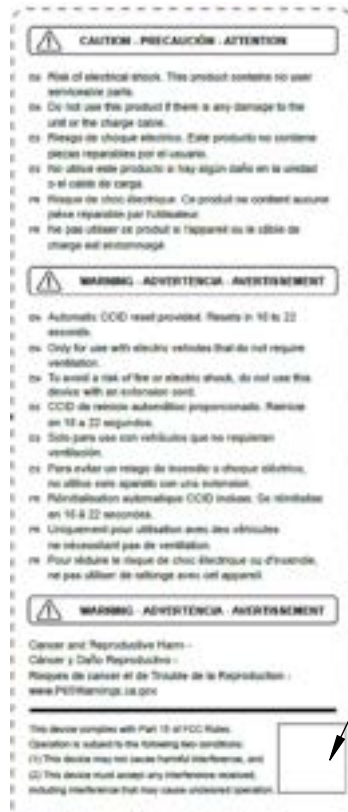 CAUTION - PRECAUCIÓN - ATTENTION
EN Risk of electrical shock. This product contains no user
serviceable parts.
EN Do not use this product if there is any damage to the
unit or the charge cable.
ES Riesgo de choque eléctrico. Este producto no contiene
piezas reparables por el usuario.
ES No utilice este producto si hay algún daño en la unidad
o el cable de carga.
FR Risque de choc électrique. Ce produit ne contient aucune
pièce réparable par l'utilisateur.
FR Ne pas utiliser ce produit si l'appareil ou le câble de
charge est endommagé
WARNING - ADVERTENCIA - AVERTISSEMENT
EN Automatic CCID reset provided. Resets in 16 to 22
seconds.
EN Only for use with electric vehicles that do not require
ventilation.
EN To avoid a risk of fire or electric shock, do not use this
device with an extension cord.
ES CCID de reinicio automático proporcionado. Reinicie
en 16 a 22 segundos.
ES Solo para uso con vehículos que no requieran
ventilación.
ES Para evitar un riesgo de incendio o choque eléctrico,
no utilice este aparato con una extension.
FR Réinitialisation automatique CCID incluse. Se réinitialise
en 16 à 22 secondes.
FR Uniquement pour utilisation avec des véhicules
ne nécessitant pas de ventilation.
FR Pour réduire le risque de choc électrique ou d'incendie,
ne pas utiliser de rallonge avec cet appareil.
WARNING - ADVERTENCIA - AVERTISSEMENT
Cancer and Reproductive Harm -
Cáncer y Daño Reproductivo -
Risques de cancer et de Trouble de la Reproduction -
www.P65Warnings.ca.gov
This device complies with Part 15 of FCC Rules.
Operation is subject to the following two conditions:
(1) This device may not cause harmful interference, and
(2) This device must accept any interference received,
including interference that may cause undesired operation.